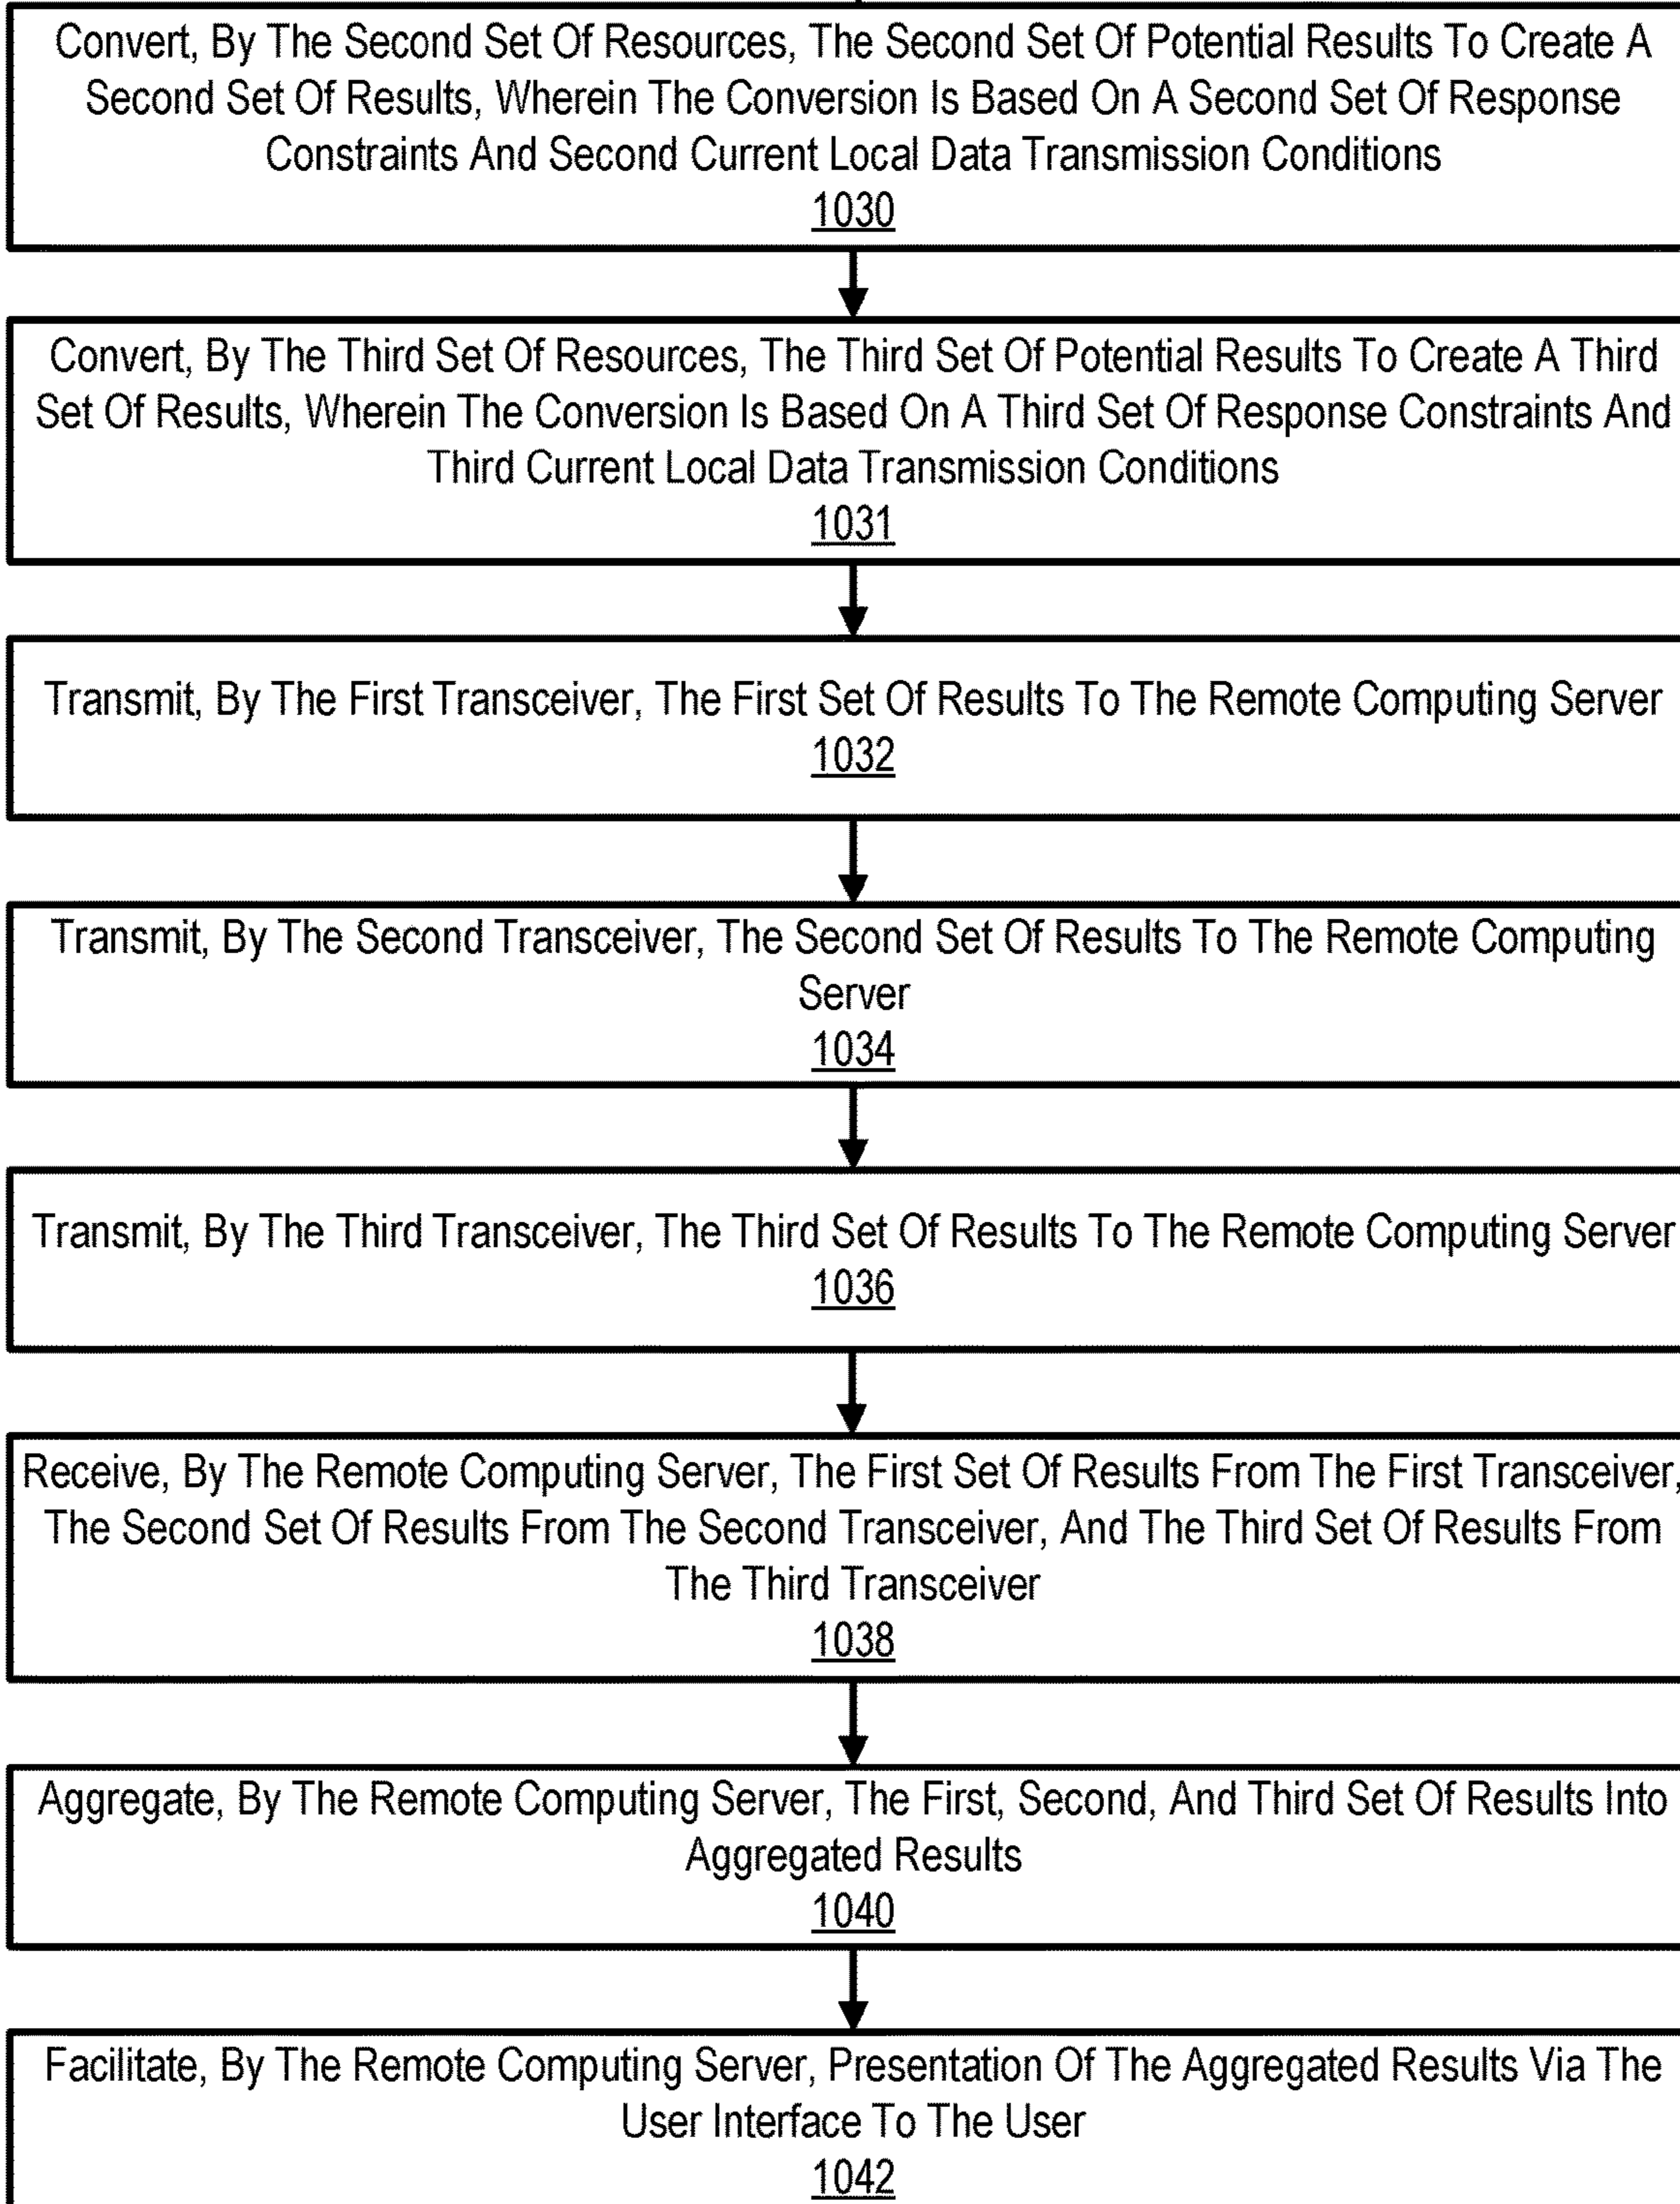 Convert, By The Second Set Of Resources, The Second Set Of Potential Results To Create A
Second Set Of Results, Wherein The Conversion Is Based On A Second Set Of Response
Constraints And Second Current Local Data Transmission Conditions
1030
Convert, By The Third Set Of Resources, The Third Set Of Potential Results To Create A Third
Set Of Results, Wherein The Conversion Is Based On A Third Set Of Response Constraints And
Third Current Local Data Transmission Conditions
1031
Transmit, By The First Transceiver, The First Set Of Results To The Remote Computing Server
1032
Transmit, By The Second Transceiver, The Second Set Of Results To The Remote Computing
Server
1034
Transmit, By The Third Transceiver, The Third Set Of Results To The Remote Computing Server
1036
Receive, By The Remote Computing Server, The First Set Of Results From The First Transceiver,
The Second Set Of Results From The Second Transceiver, And The Third Set Of Results From
The Third Transceiver
1038
Aggregate, By The Remote Computing Server, The First, Second, And Third Set Of Results Into
Aggregated Results
1040
Facilitate, By The Remote Computing Server, Presentation Of The Aggregated Results Via The
User Interface To The User
1042